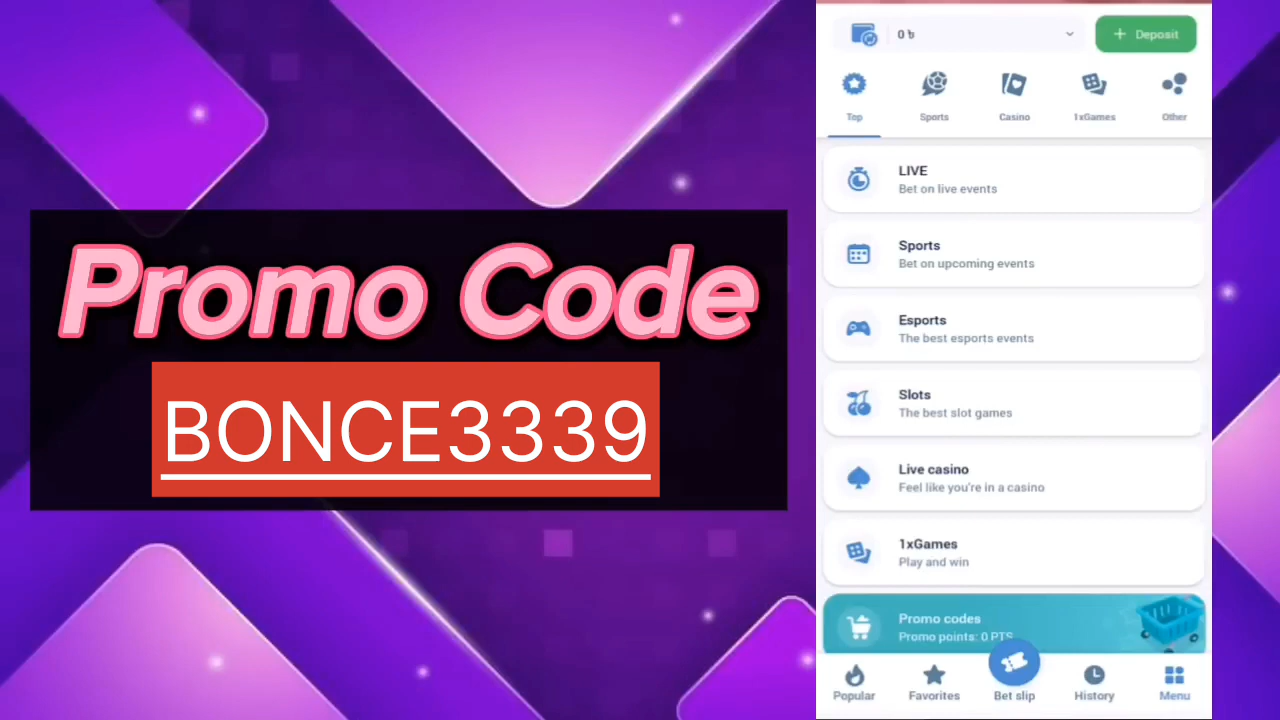 Promo Code
BONCE3339
0 ৳
+ Deposit
Top
Sports
Casino
1xGames
Other
LIVE
Bet on live events
Sports
Bet on upcoming events
Esports
The best esports events
Slots
The best slot games
Live casino
Feel like you're in a casino
1xGames
Play and win
Promo codes
Promo points: 0 PTS
Popular
Favorites
Bet slip
History
Menu